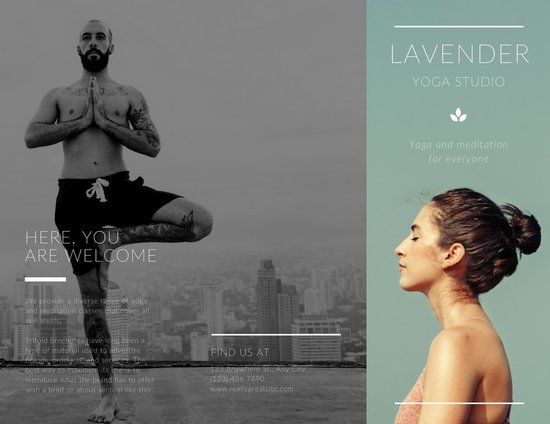 HERE, YOU
ARE WELCOME
We provide a diverse range of yoga
and meditation classes that cover all
skill levels.
Trifold brochures have long been a
type of material used to advertise
brands, products, and services. The
best way to maximize its use is to
introduce what the brand has to offer
with a brief or about section like this
FIND US AT
123 Anywhere St., Any City
(123) 456 7890
www.reallygreatsite.com
LAVENDER
YOGA STUDIO
Yoga and meditation
for everyone